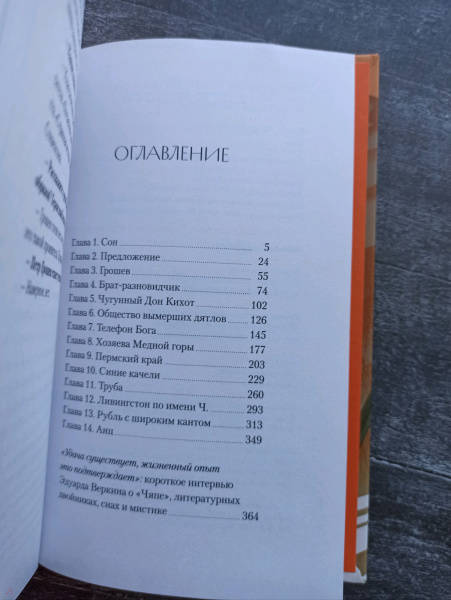 ОГЛАВЛЕНИЕ
Глава 1. Сон 5
Глава 2. Предложение 24
Глава 3. Грошев 55
Глава 4. Брат-разновидчик 74
Глава 5. Чугунный Дон Кихот 102
Глава 6. Общество вымерших дятлов 126
Глава 7. Телефон Бога 145
Глава 8. Хозяева Медной горы 177
Глава 9. Пермский край 203
Глава 10. Синие качели 229
Глава 11. Труба 260
Глава 12. Ливингстон по имени Ч. 293
Глава 13. Рубль с широким кантом 313
Глава 14. Анц 349
«Удача существует, жизненный опыт
это подтверждает»: короткое интервью
Эдуарда Веркина о «Чяпе», литературных
двойниках, снах и мистике 364